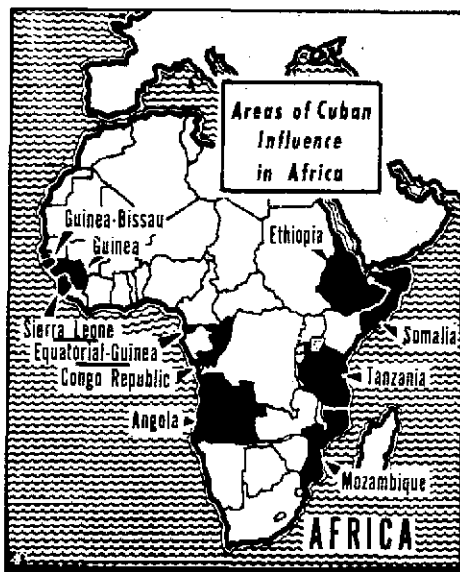 Areas of Cuban
Influence
in Africa
Guinea-Bissau
Guinea
Ethiopia
Sierra Leone
Equatorial-Guinea
Congo Republic
Angola
Somalia
Tanzania
Mozambique
AFRICA